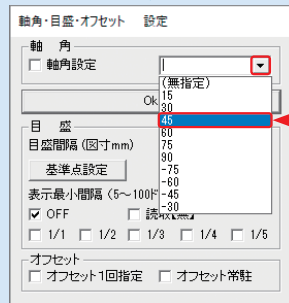 軸角・目盛・オフセット 設定
軸 角
軸角設定
(無指定)
15
30
45
60
75
90
-75
-60
-45
-30
Ok
目 盛
目盛間隔 (図寸mm)
基準点設定
表示最小間隔 (5～100ド
OFF 読取【無】
1/1 1/2 1/3 1/4 1/5
オフセット
オフセット1回指定 オフセット常駐